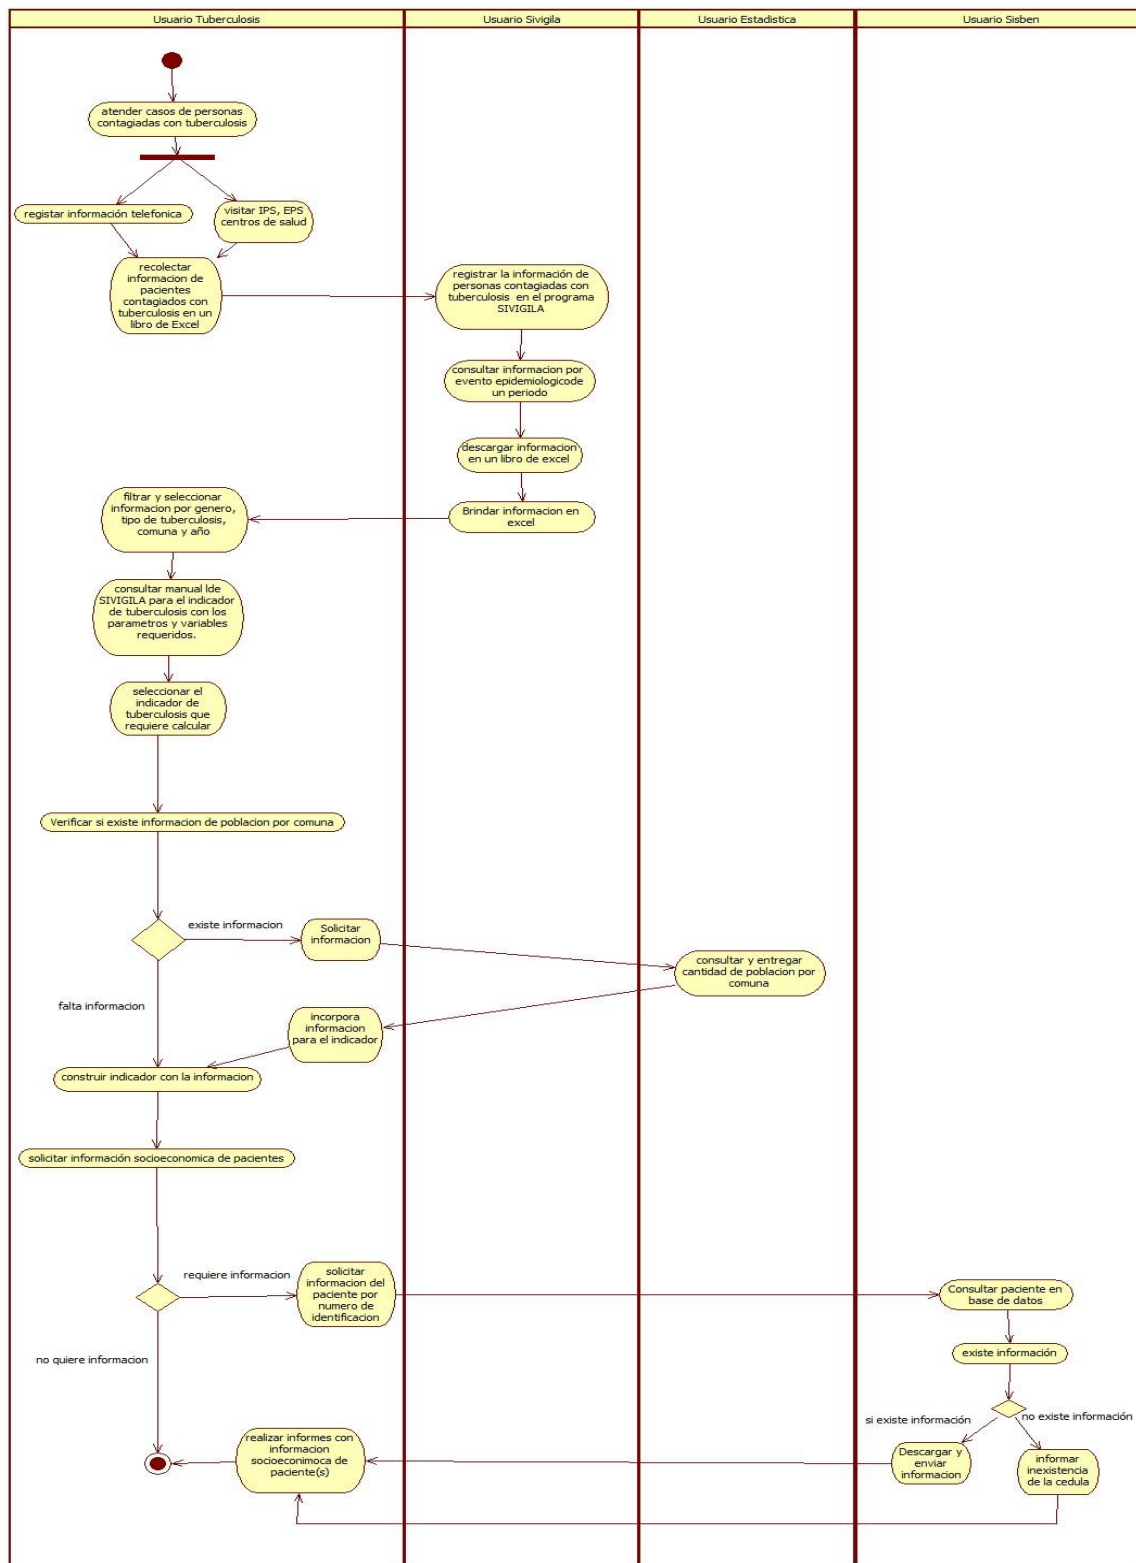 Usuario Tuberculosis
Usuario Sivigila
Usuario Estadistica
Usuario Sisben
atender casos de personas
contagiadas con tuberculosis
registar información telefonica
visitar IPS, EPS
centros de salud
recolectar
informacion de
pacientes
contagiados con
tuberculosis en un
libro de Excel
registrar la información de
personas contagiadas con
tuberculosis en el programa
SIVIGILA
consultar informacion por
evento epidemiologicode
un periodo
descargar informacion
en un libro de excel
Brindar informacion en
excel
filtrar y seleccionar
informacion por genero,
tipo de tuberculosis,
comuna y año
consultar manual lde
SIVIGILA para el indicador
de tuberculosis con los
parametros y variables
requeridos.
seleccionar el
indicador de
tuberculosis que
requiere calcular
Verificar si existe informacion de poblacion por comuna
existe informacion
Solicitar
informacion
consultar y entregar
cantidad de poblacion por
comuna
falta informacion
incorpora
informacion
para el indicador
construir indicador con la informacion
solicitar información socioeconomica de pacientes
requiere informacion
solicitar
informacion del
paciente por
numero de
identificacion
Consultar paciente en
base de datos
existe información
no quiere informacion
si existe información
no existe información
realizar informes con
informacion
socioeconimoca de
paciente(s)
Descargar y
enviar
informacion
informar
inexistencia
de la cedula